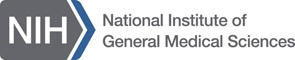 NIH National Institute of
General Medical Sciences